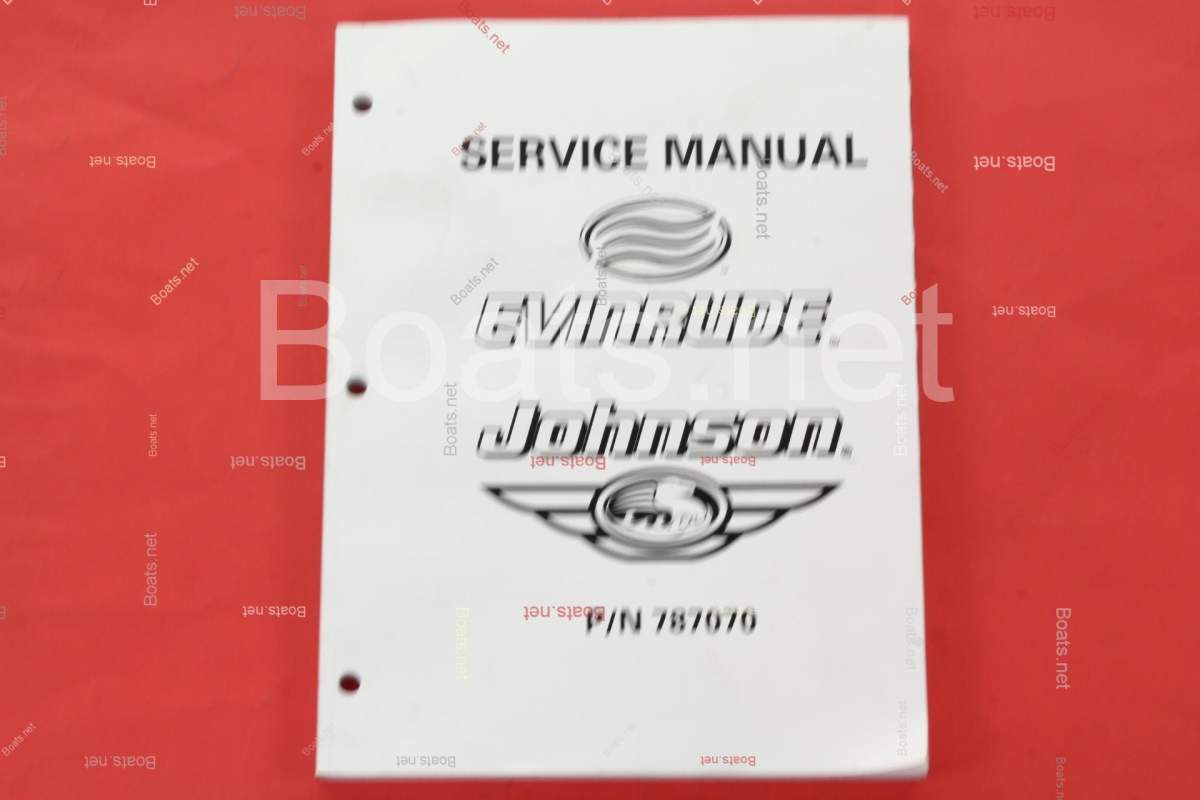 SERVICE MANUAL
EVINRUDE®
Johnson®
P/N 787070
Boats.net